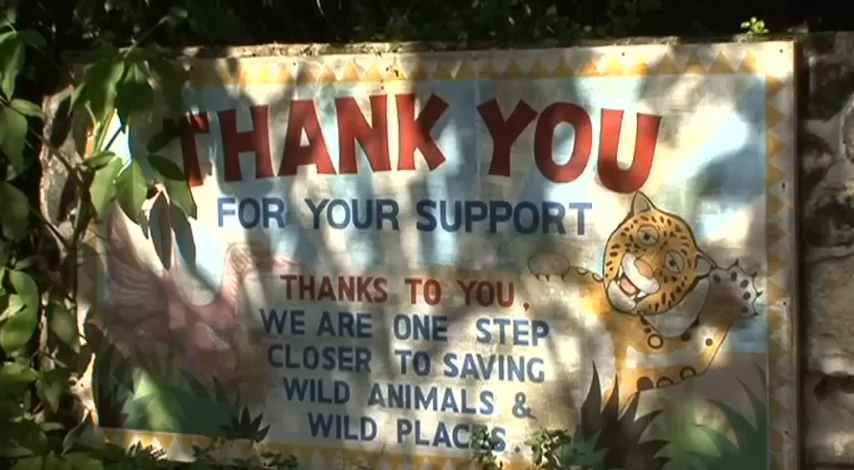 THANK YOU
FOR YOUR SUPPORT
THANKS TO YOU,
WE ARE ONE STEP
CLOSER TO SAVING
WILD ANIMALS &
WILD PLACES